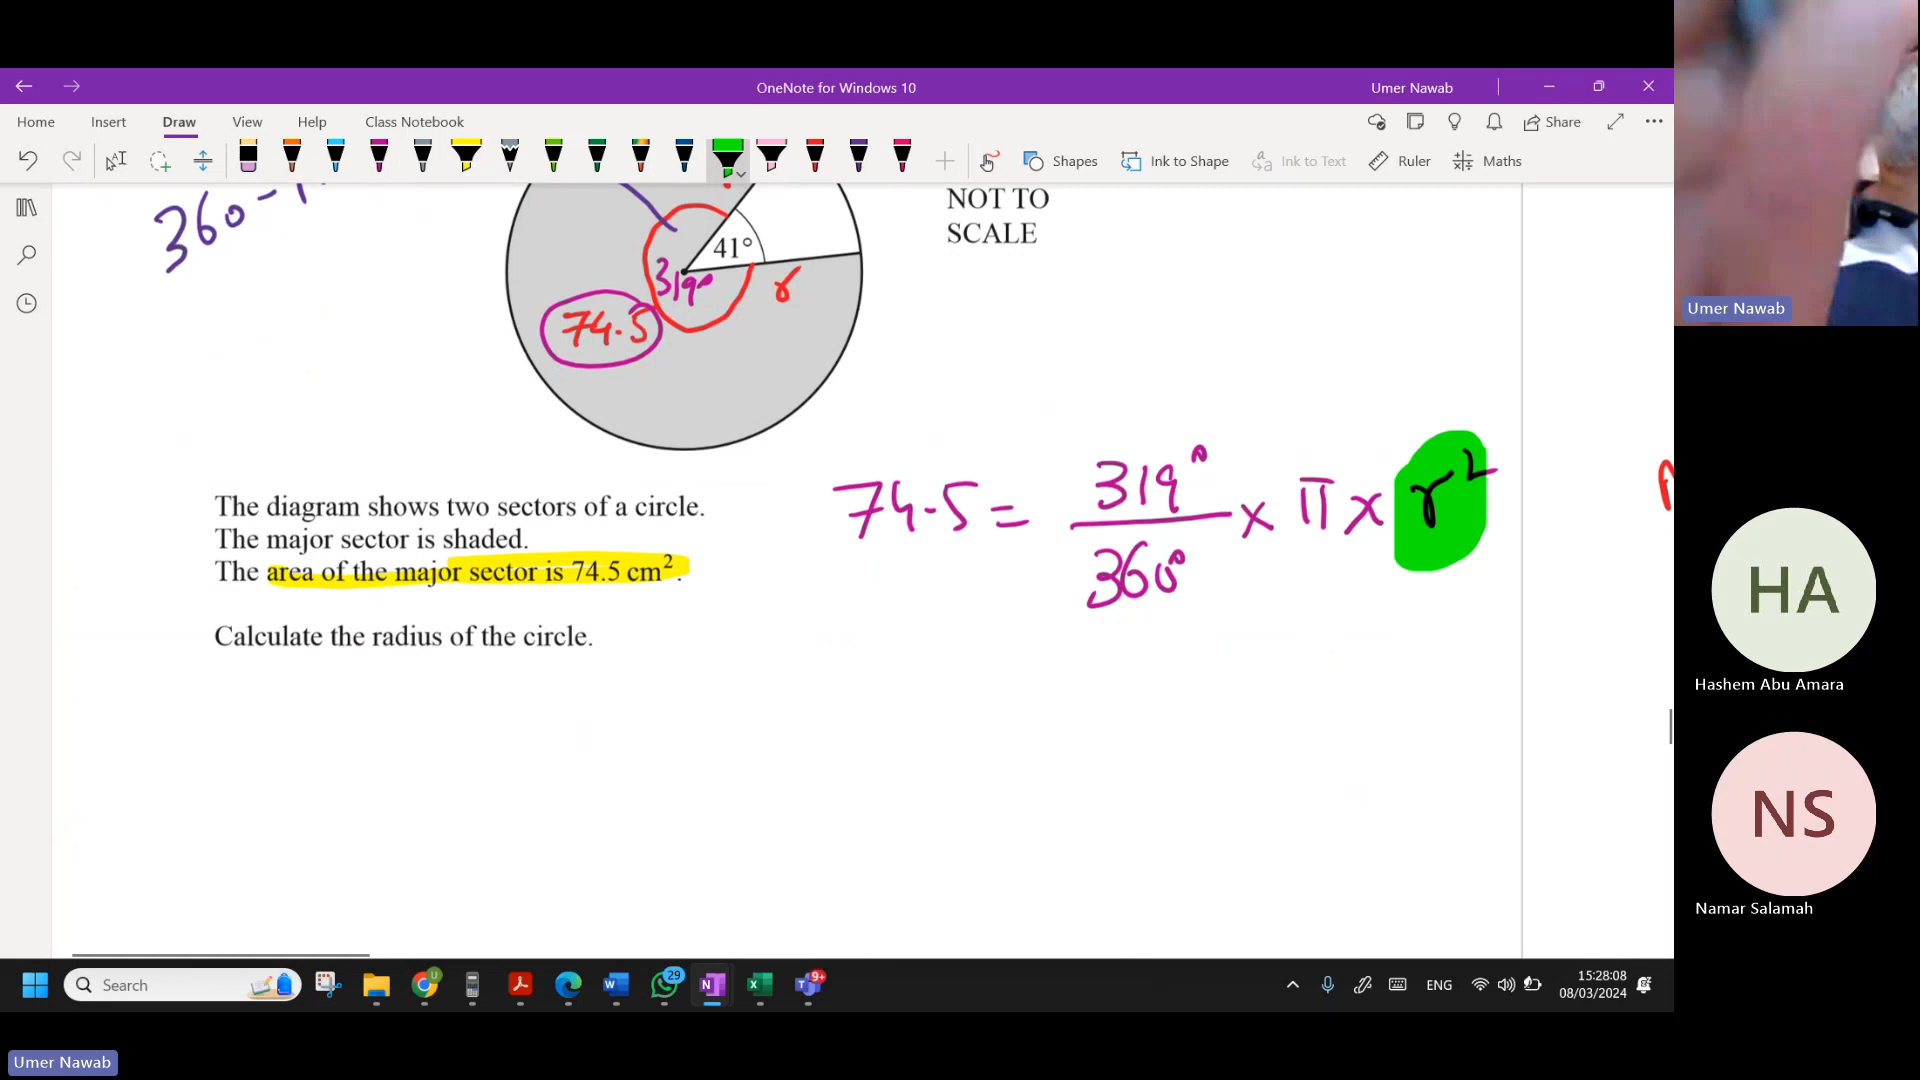 OneNote for Windows 10
Umer Nawab
Home Insert Draw View Help Class Notebook
Share
Shapes Ink to Shape Ink to Text Ruler Maths
360-
NOT TO
SCALE
41°
319°
r
74.5
Umer Nawab
74.5 = 319° × π × r²
360°
The diagram shows two sectors of a circle.
The major sector is shaded.
The area of the major sector is 74.5 cm².
Calculate the radius of the circle.
HA
Hashem Abu Amara
NS
Namar Salamah
Search
29
9+
ENG
15:28:08
08/03/2024
Umer Nawab